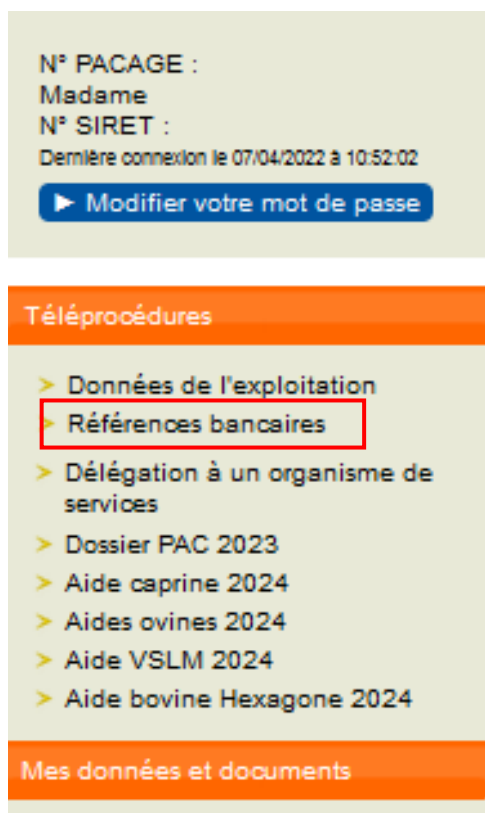 N° PACAGE :
Madame
N° SIRET :
Dernière connexion le 07/04/2022 à 10:52:02
► Modifier votre mot de passe
Téléprocédures
> Données de l'exploitation
> Références bancaires
> Délégation à un organisme de
services
> Dossier PAC 2023
> Aide caprine 2024
> Aides ovines 2024
> Aide VSLM 2024
> Aide bovine Hexagone 2024
Mes données et documents